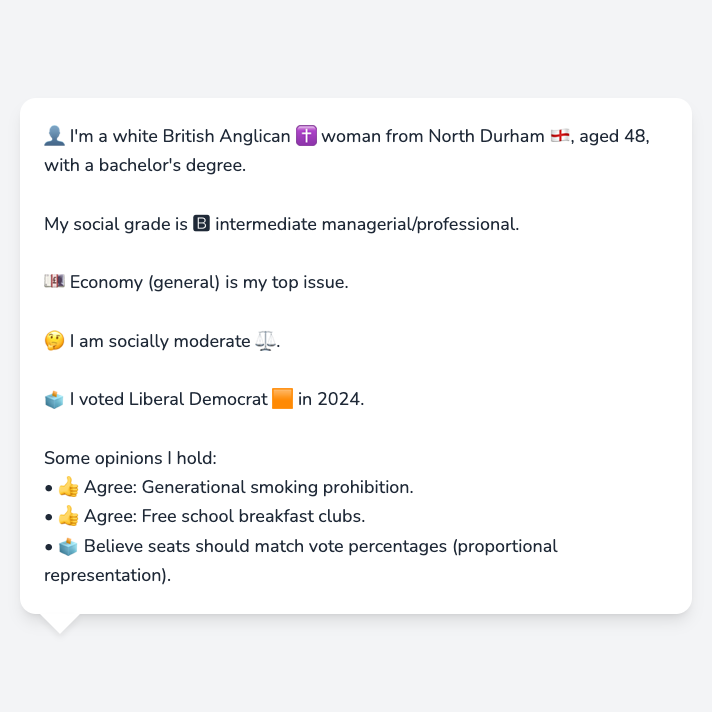 👤 I'm a white British Anglican ✝️ woman from North Durham 🏴󠁧󠁢󠁥󠁮󠁧󠁿, aged 48,
with a bachelor's degree.
My social grade is 🅱 intermediate managerial/professional.
💷 Economy (general) is my top issue.
🤔 I am socially moderate ⚖️.
🗳️ I voted Liberal Democrat 🟧 in 2024.
Some opinions I hold:
• 👍 Agree: Generational smoking prohibition.
• 👍 Agree: Free school breakfast clubs.
• 🗳️ Believe seats should match vote percentages (proportional
representation).